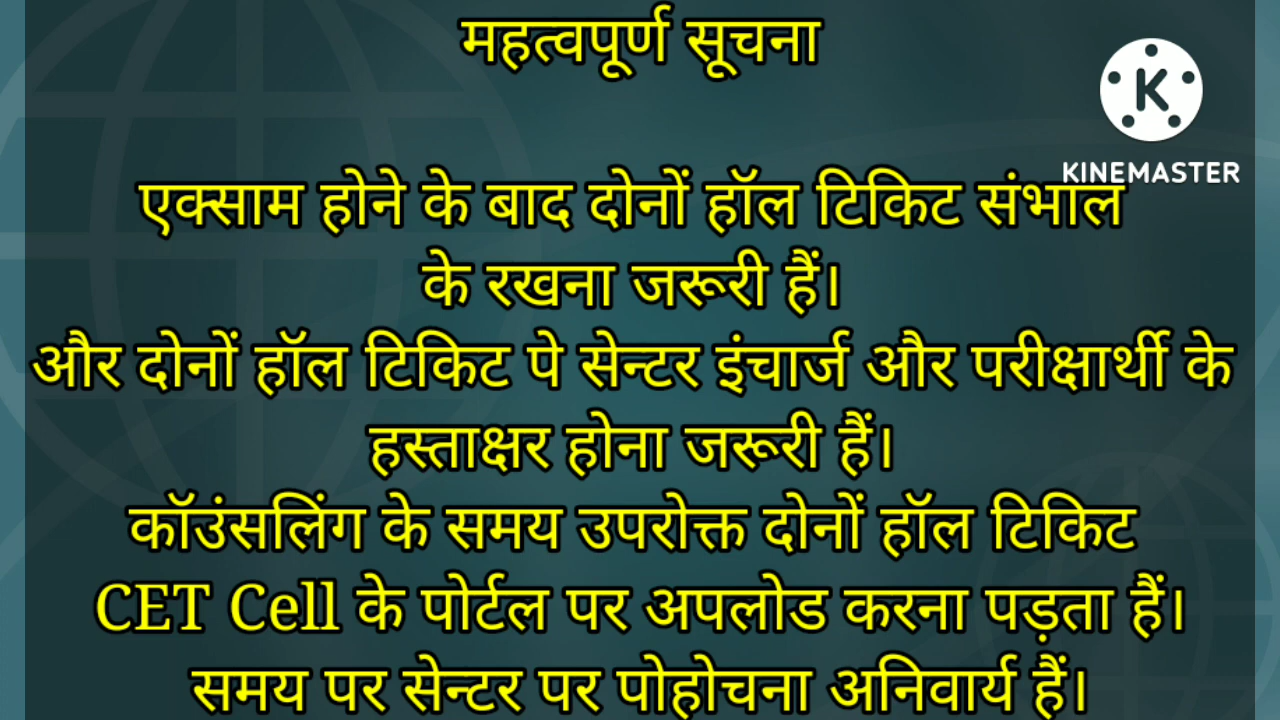 महत्वपूर्ण सूचना
K
KINEMASTER
एक्साम होने के बाद दोनों हॉल टिकिट संभाल
के रखना जरूरी हैं।
और दोनों हॉल टिकिट पे सेन्टर इंचार्ज और परीक्षार्थी के
हस्ताक्षर होना जरूरी हैं।
कॉउंसलिंग के समय उपरोक्त दोनों हॉल टिकिट
CET Cell के पोर्टल पर अपलोड करना पड़ता हैं।
समय पर सेन्टर पर पोहोचना अनिवार्य हैं।